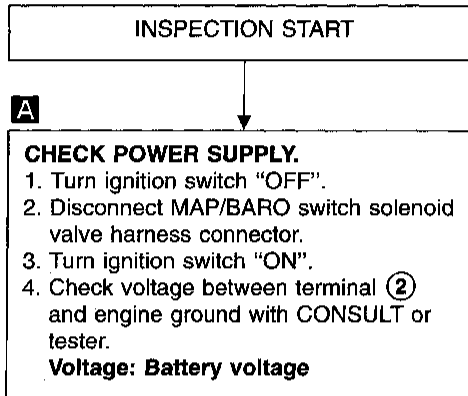 INSPECTION START
A
CHECK POWER SUPPLY.
1. Turn ignition switch “OFF”.
2. Disconnect MAP/BARO switch solenoid
valve harness connector.
3. Turn ignition switch “ON”.
4. Check voltage between terminal ②
and engine ground with CONSULT or
tester.
Voltage: Battery voltage